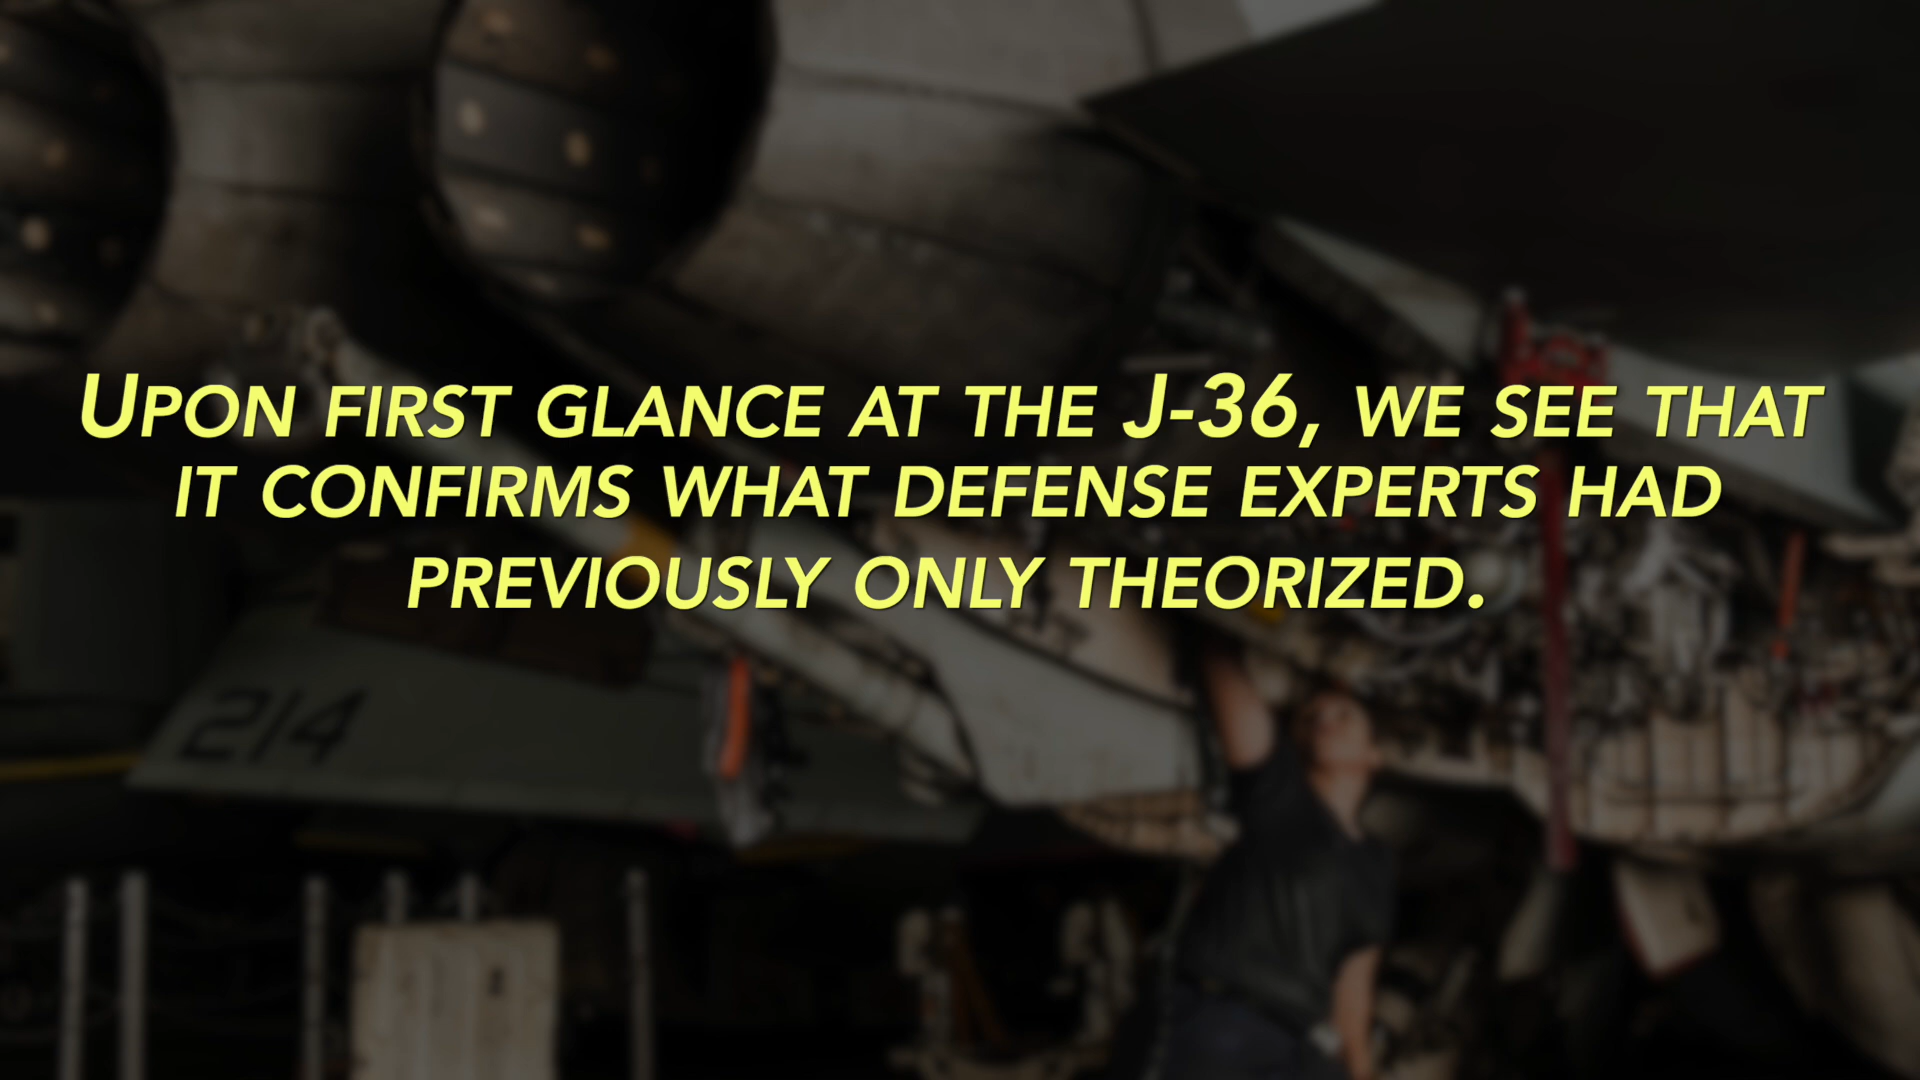 Upon first glance at the J-36, we see that
it confirms what defense experts had
previously only theorized.
214